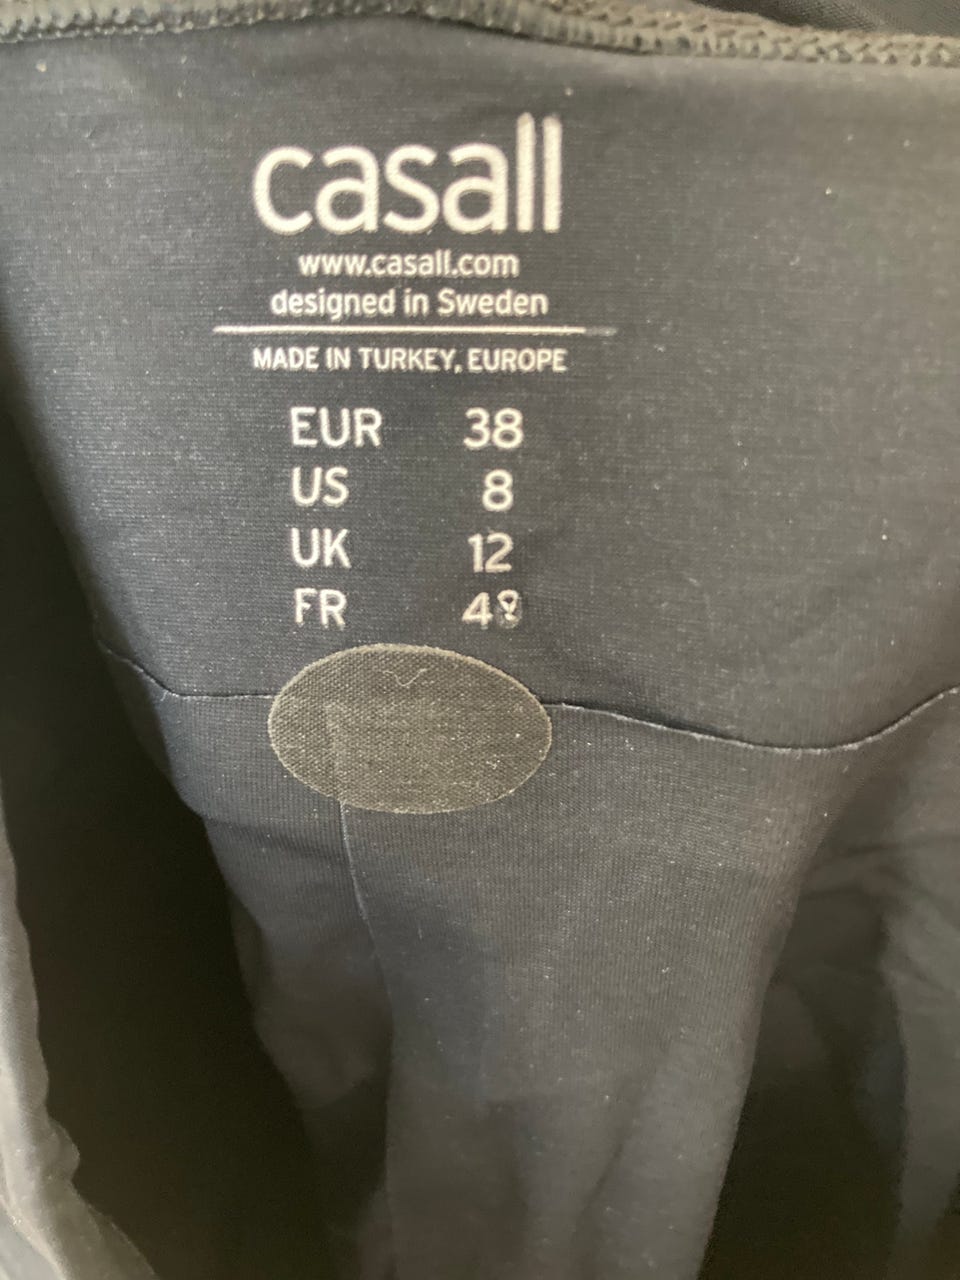 casall
www.casall.com
designed in Sweden
MADE IN TURKEY, EUROPE
EUR 38
US 8
UK 12
FR